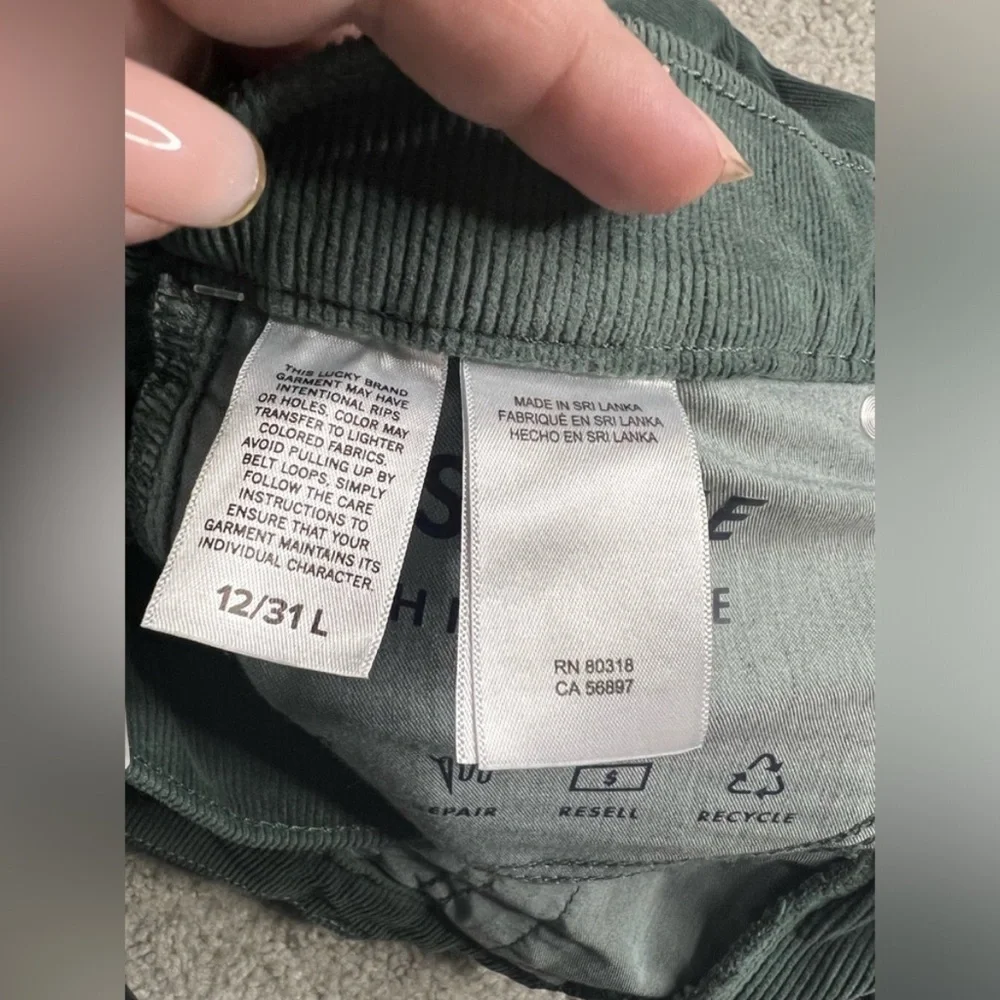 THIS LUCKY BRAND
GARMENT MAY HAVE
INTENTIONAL RIPS
OR HOLES, COLOR MAY
TRANSFER TO LIGHTER
COLORED FABRICS.
AVOID PULLING UP BY
BELT LOOPS, SIMPLY
FOLLOW THE CARE
INSTRUCTIONS TO
ENSURE THAT YOUR
GARMENT MAINTAINS ITS
INDIVIDUAL CHARACTER.
12/31 L
MADE IN SRI LANKA
FABRIQUÉ EN SRI LANKA
HECHO EN SRI LANKA
RN 80318
CA 56897
EPAIR
RESELL
RECYCLE
$